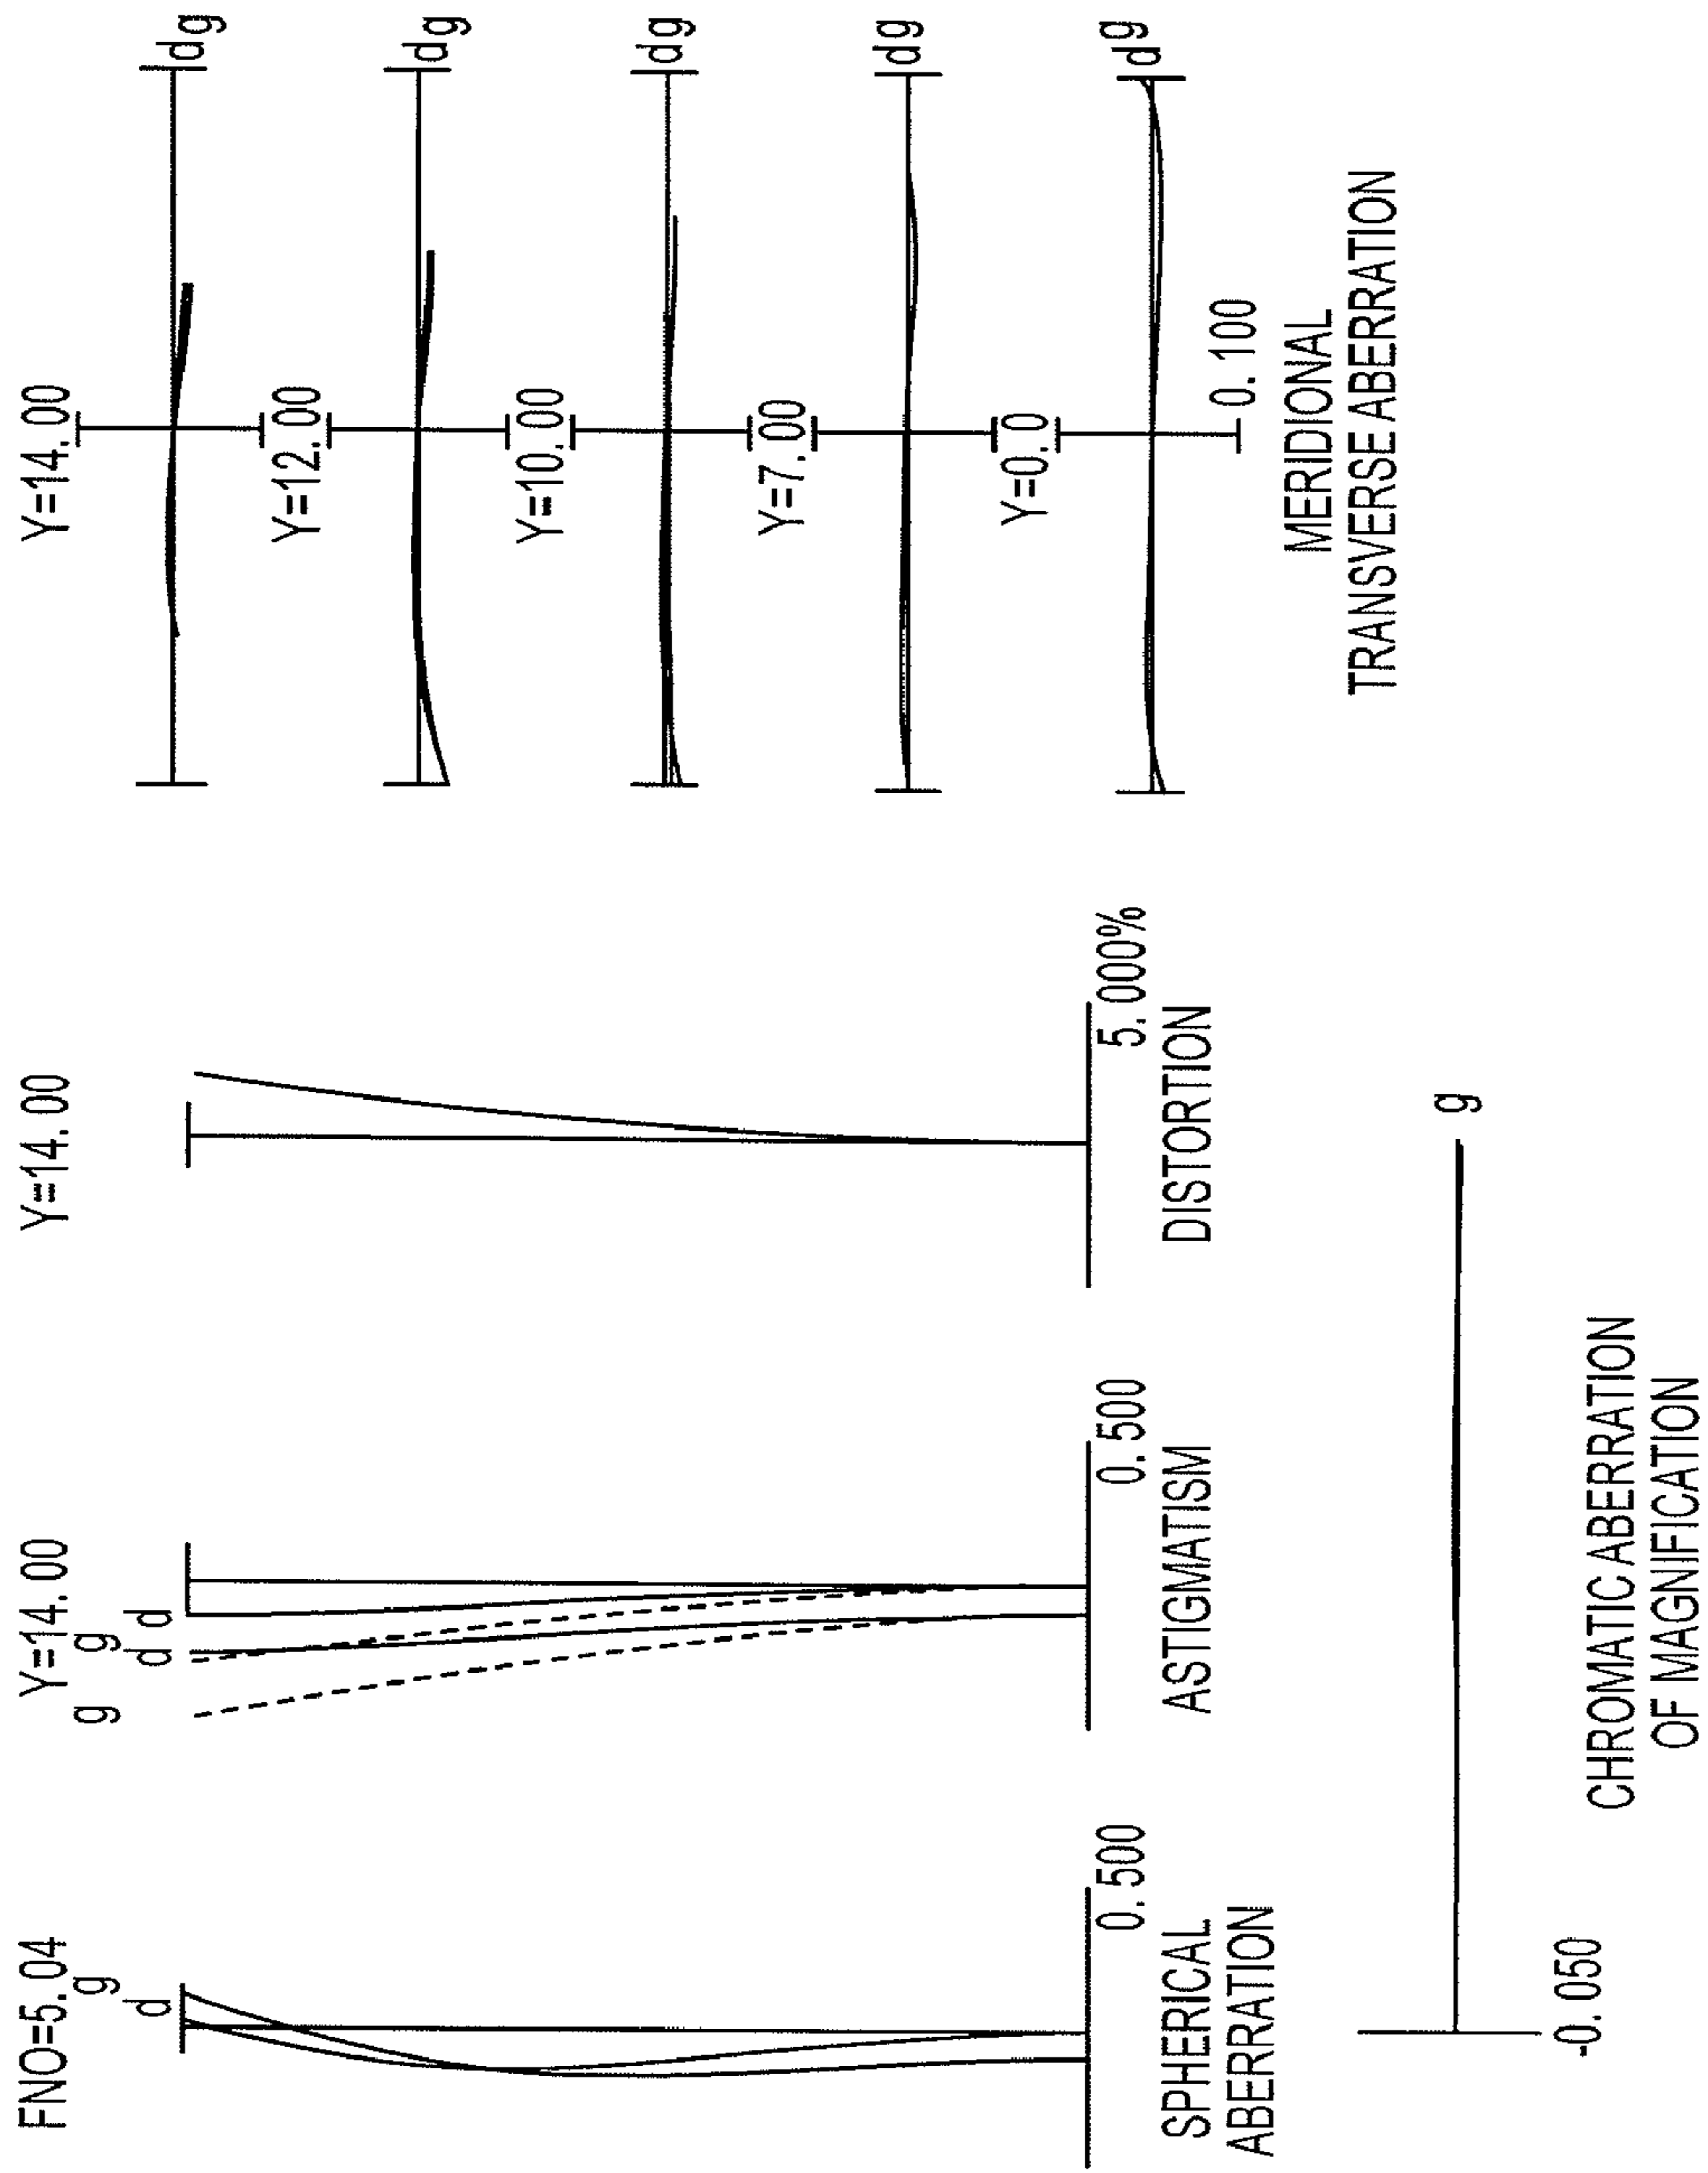 FNO=5.04
g
d
0.500
SPHERICAL
ABERRATION
Y=14.00
g
g
d
d
0.500
ASTIGMATISM
Y=14.00
5.000%
DISTORTION
-0.050
g
CHROMATIC ABERRATION
OF MAGNIFICATION
Y=14.00
dg
Y=12.00
dg
Y=10.00
dg
Y=7.00
dg
Y=0.0
dg
0.100
MERIDIONAL
TRANSVERSE ABERRATION